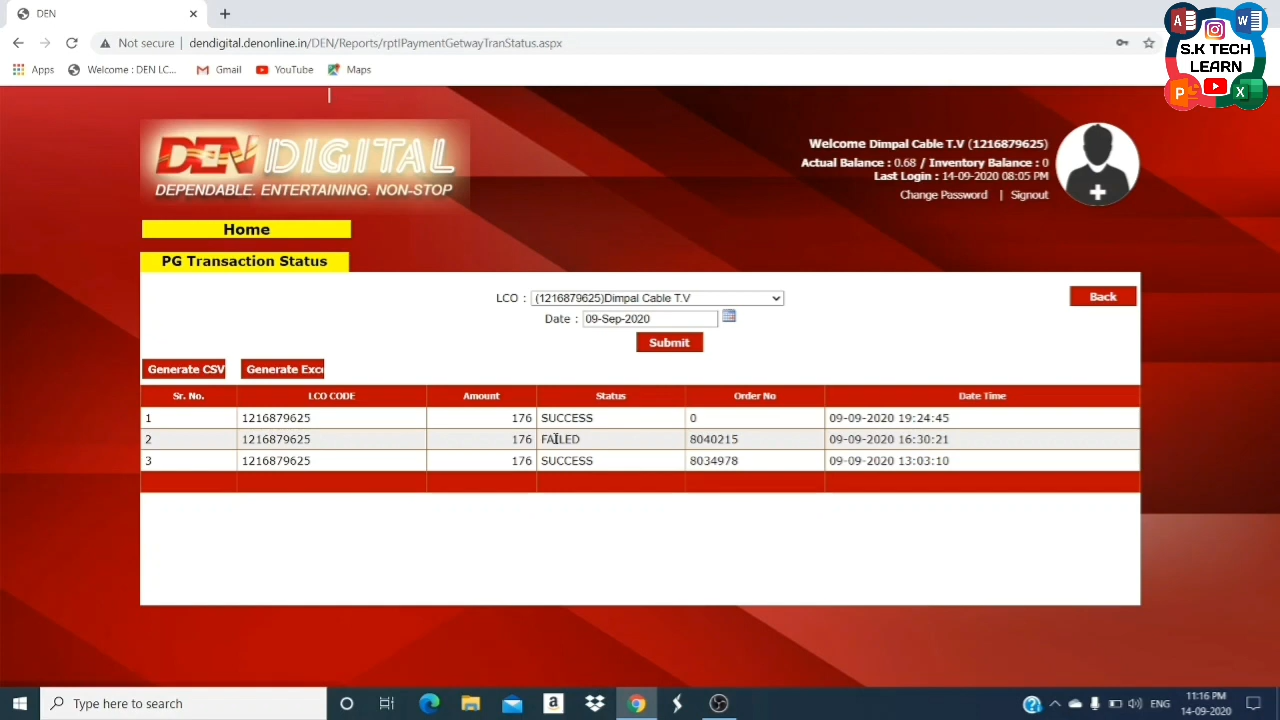 DEN
Not secure | dendigital.denonline.in/DEN/Reports/rptlPaymentGetwayTranStatus.aspx
Apps
Welcome : DEN LC...
Gmail
YouTube
Maps
S.K TECH
LEARN
DEN DIGITAL
DEPENDABLE. ENTERTAINING. NON-STOP
Welcome Dimpal Cable T.V (1216879625)
Actual Balance : 0.68 / Inventory Balance : 0
Last Login : 14-09-2020 08:05 PM
Change Password | Signout
Home
PG Transaction Status
LCO : (1216879625)Dimpal Cable T.V
Back
Date : 09-Sep-2020
Submit
Generate CSV Generate Exc
Sr. No. LCO CODE Amount Status Order No Date Time
1 1216879625 176 SUCCESS 0 09-09-2020 19:24:45
2 1216879625 176 FAILED 8040215 09-09-2020 16:30:21
3 1216879625 176 SUCCESS 8034978 09-09-2020 13:03:10
Type here to search
ENG
11:16 PM
14-09-2020